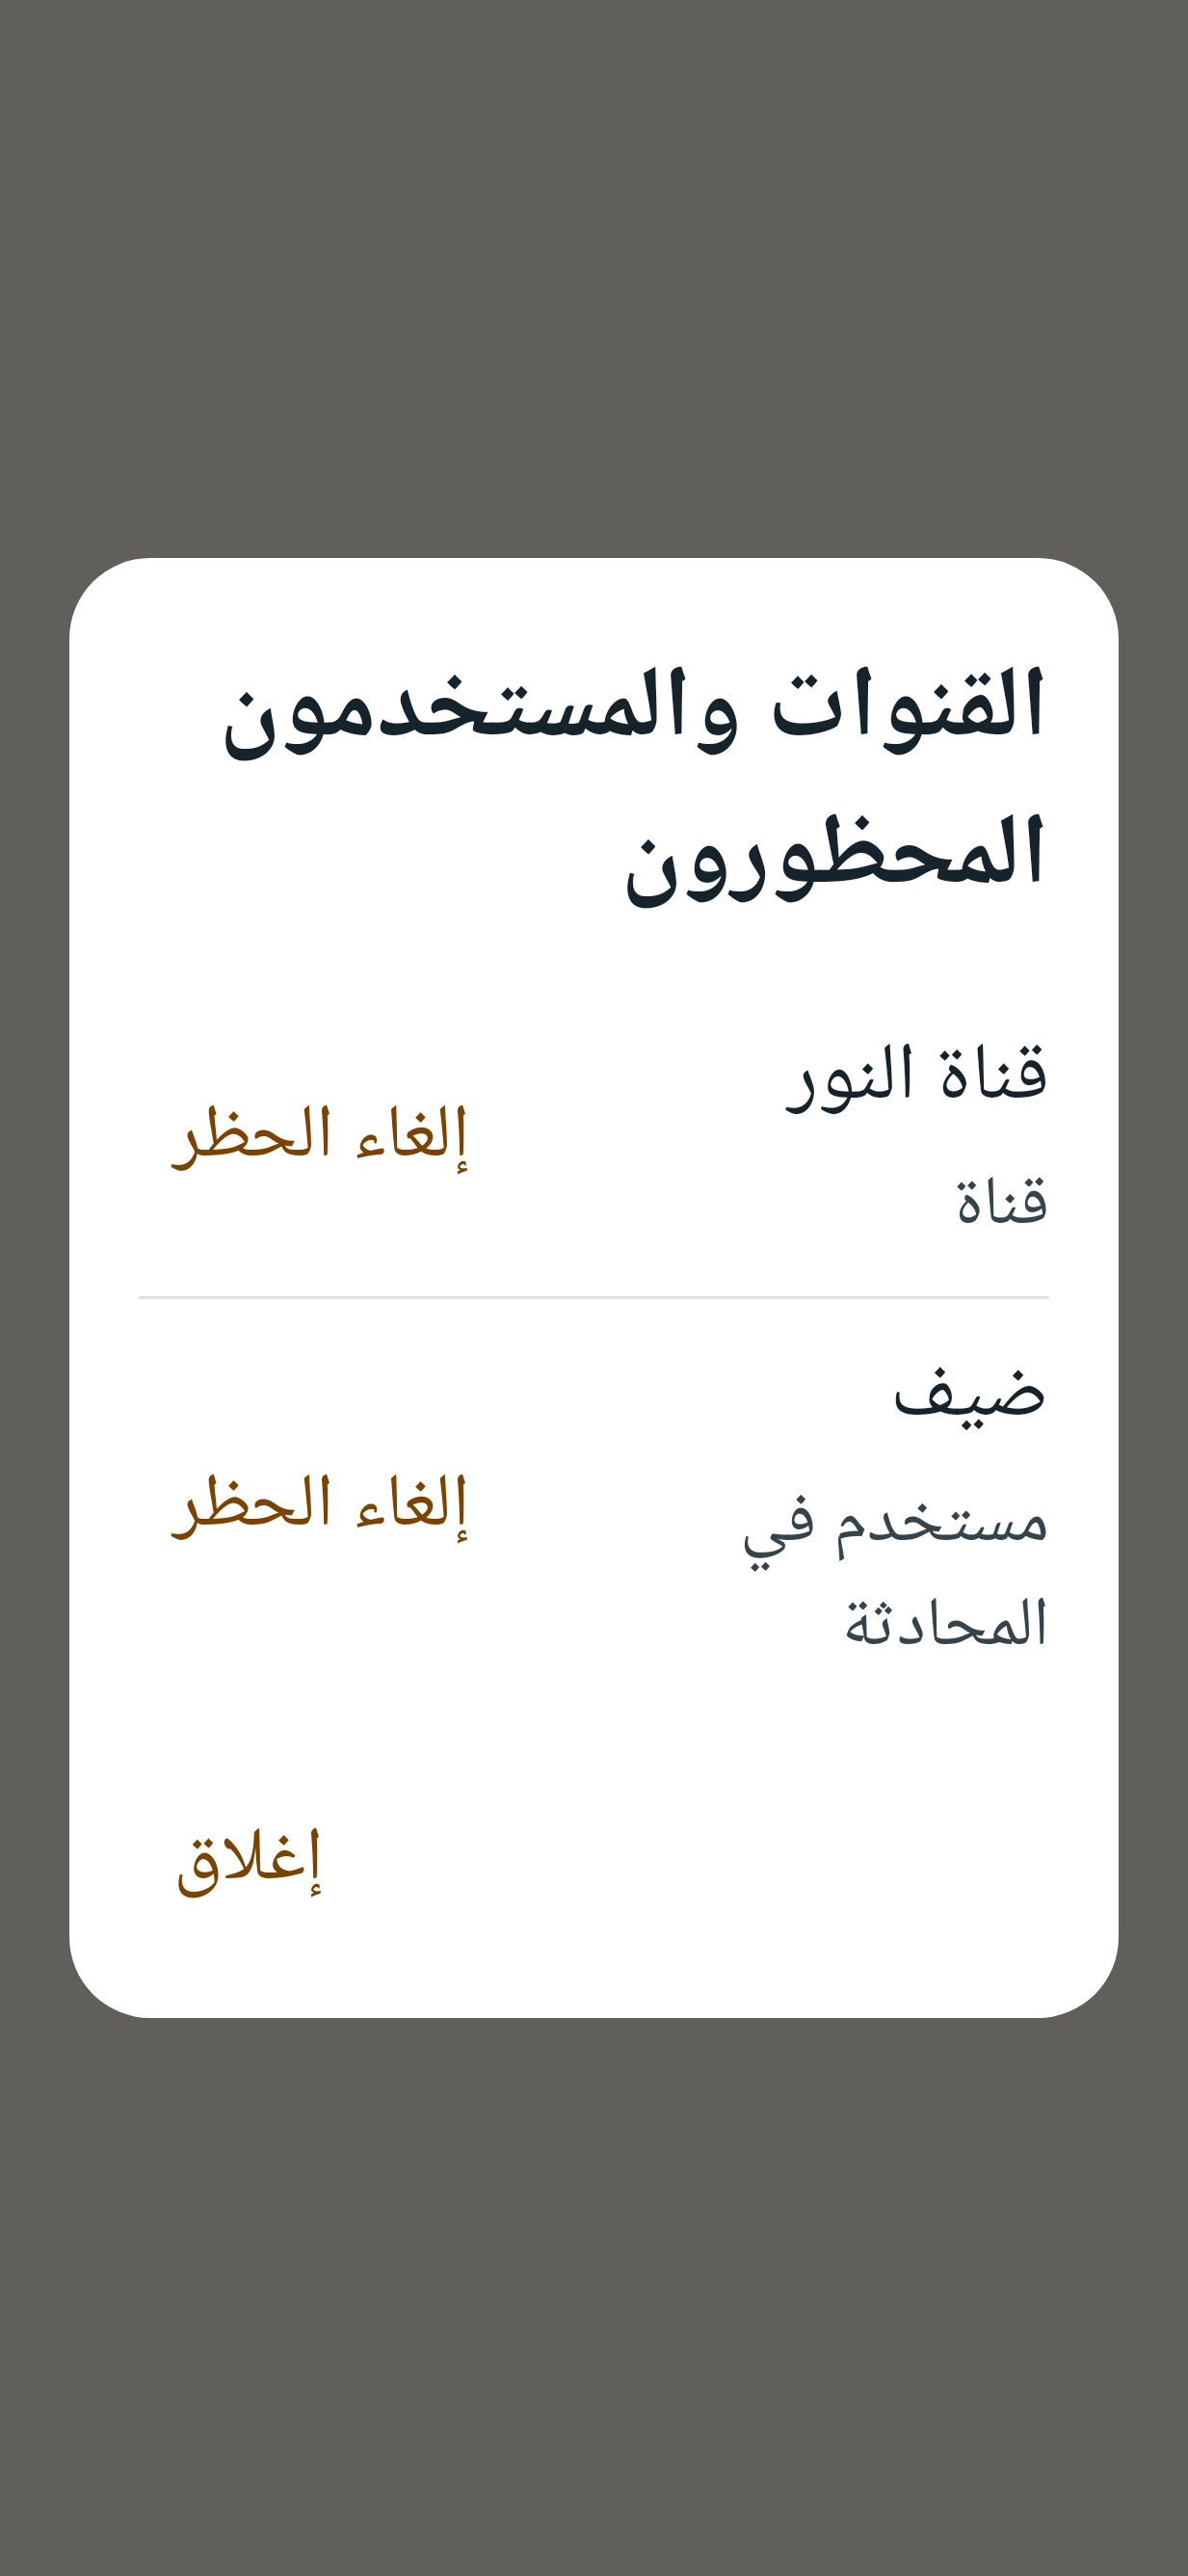 القنوات والمستخدمون
المحظورون
قناة النور
إلغاء الحظر
قناة
ضيف
إلغاء الحظر
مستخدم في
المحادثة
إغلاق